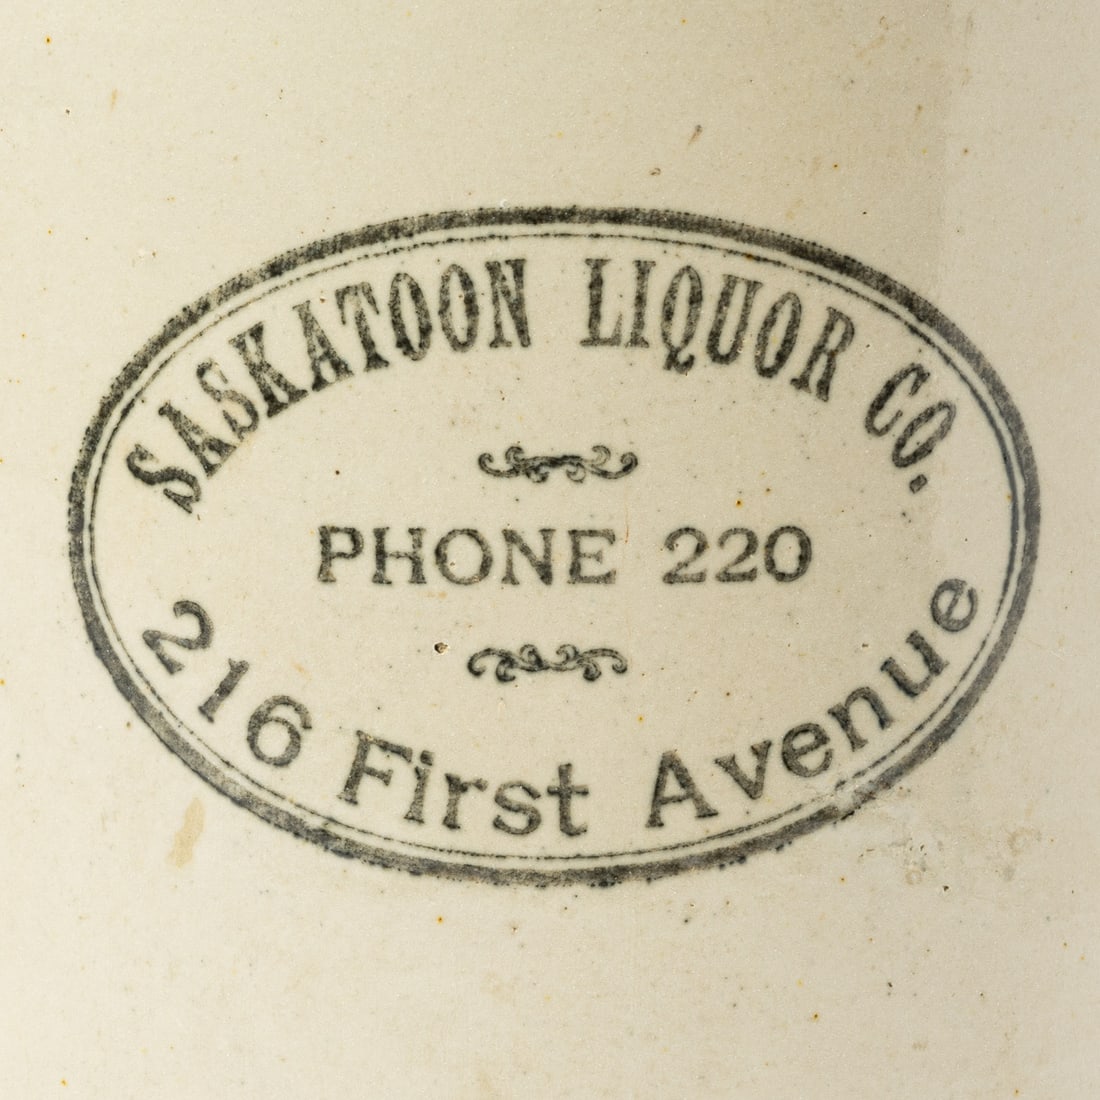 SASKATOON LIQUOR CO.
PHONE 220
216 First Avenue